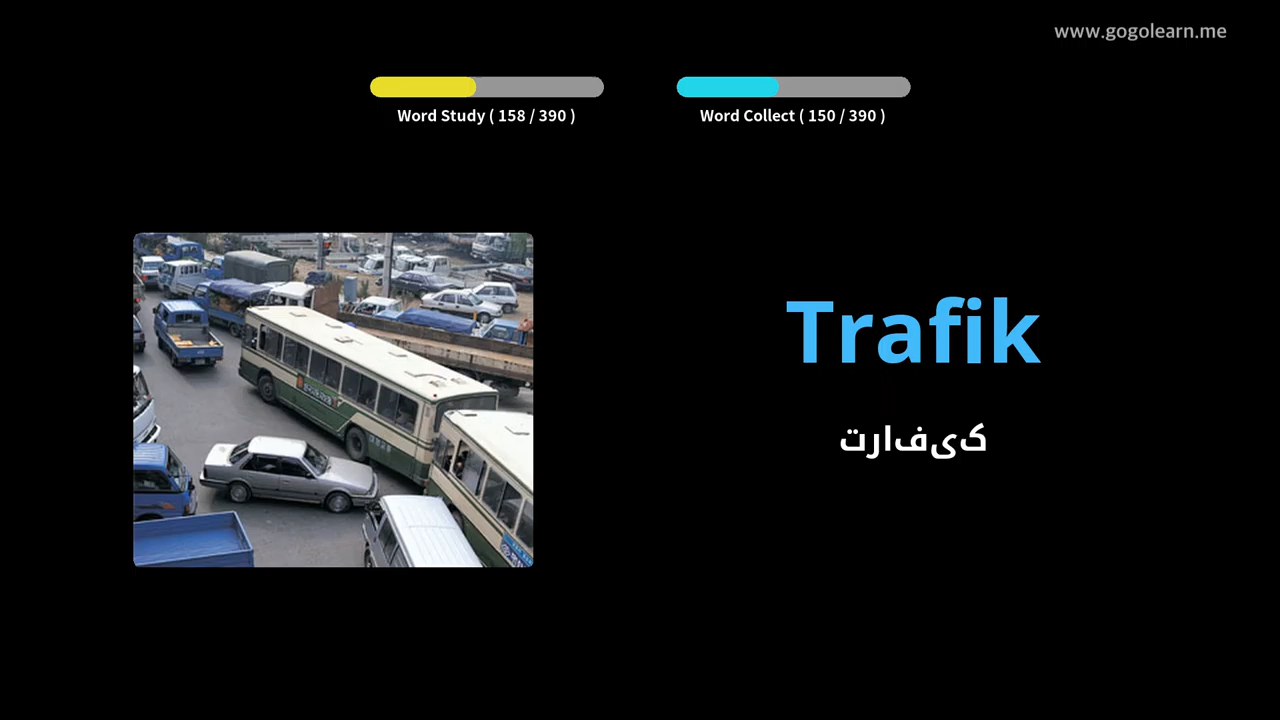 www.gogolearn.me
Word Study ( 158 / 390 )
Word Collect ( 150 / 390 )
Trafik
کیفارت